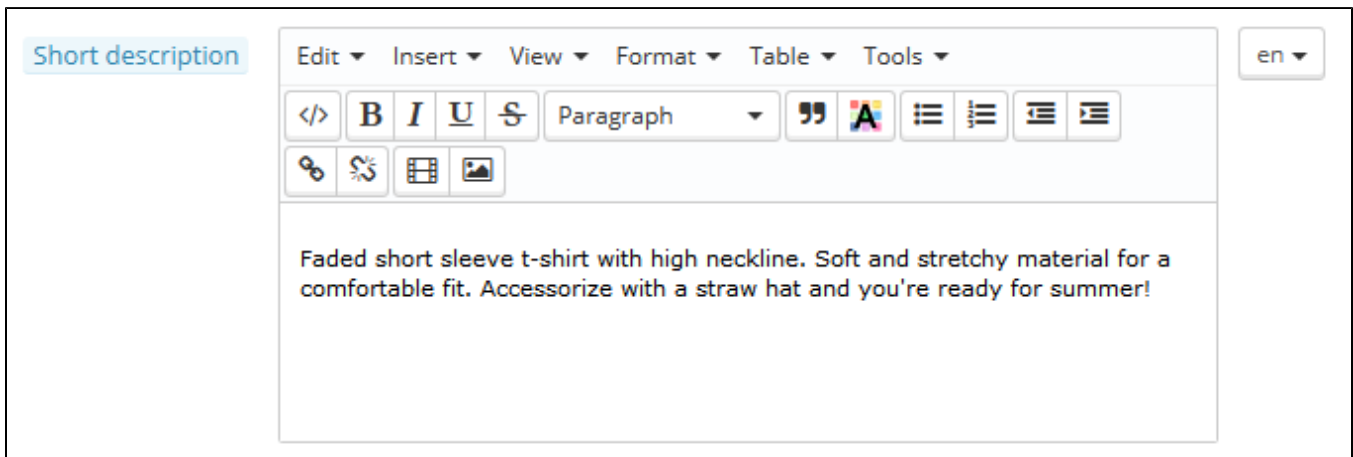 Short description
Edit Insert View Format Table Tools
en
</> B I U S Paragraph A
Faded short sleeve t-shirt with high neckline. Soft and stretchy material for a
comfortable fit. Accessorize with a straw hat and you're ready for summer!